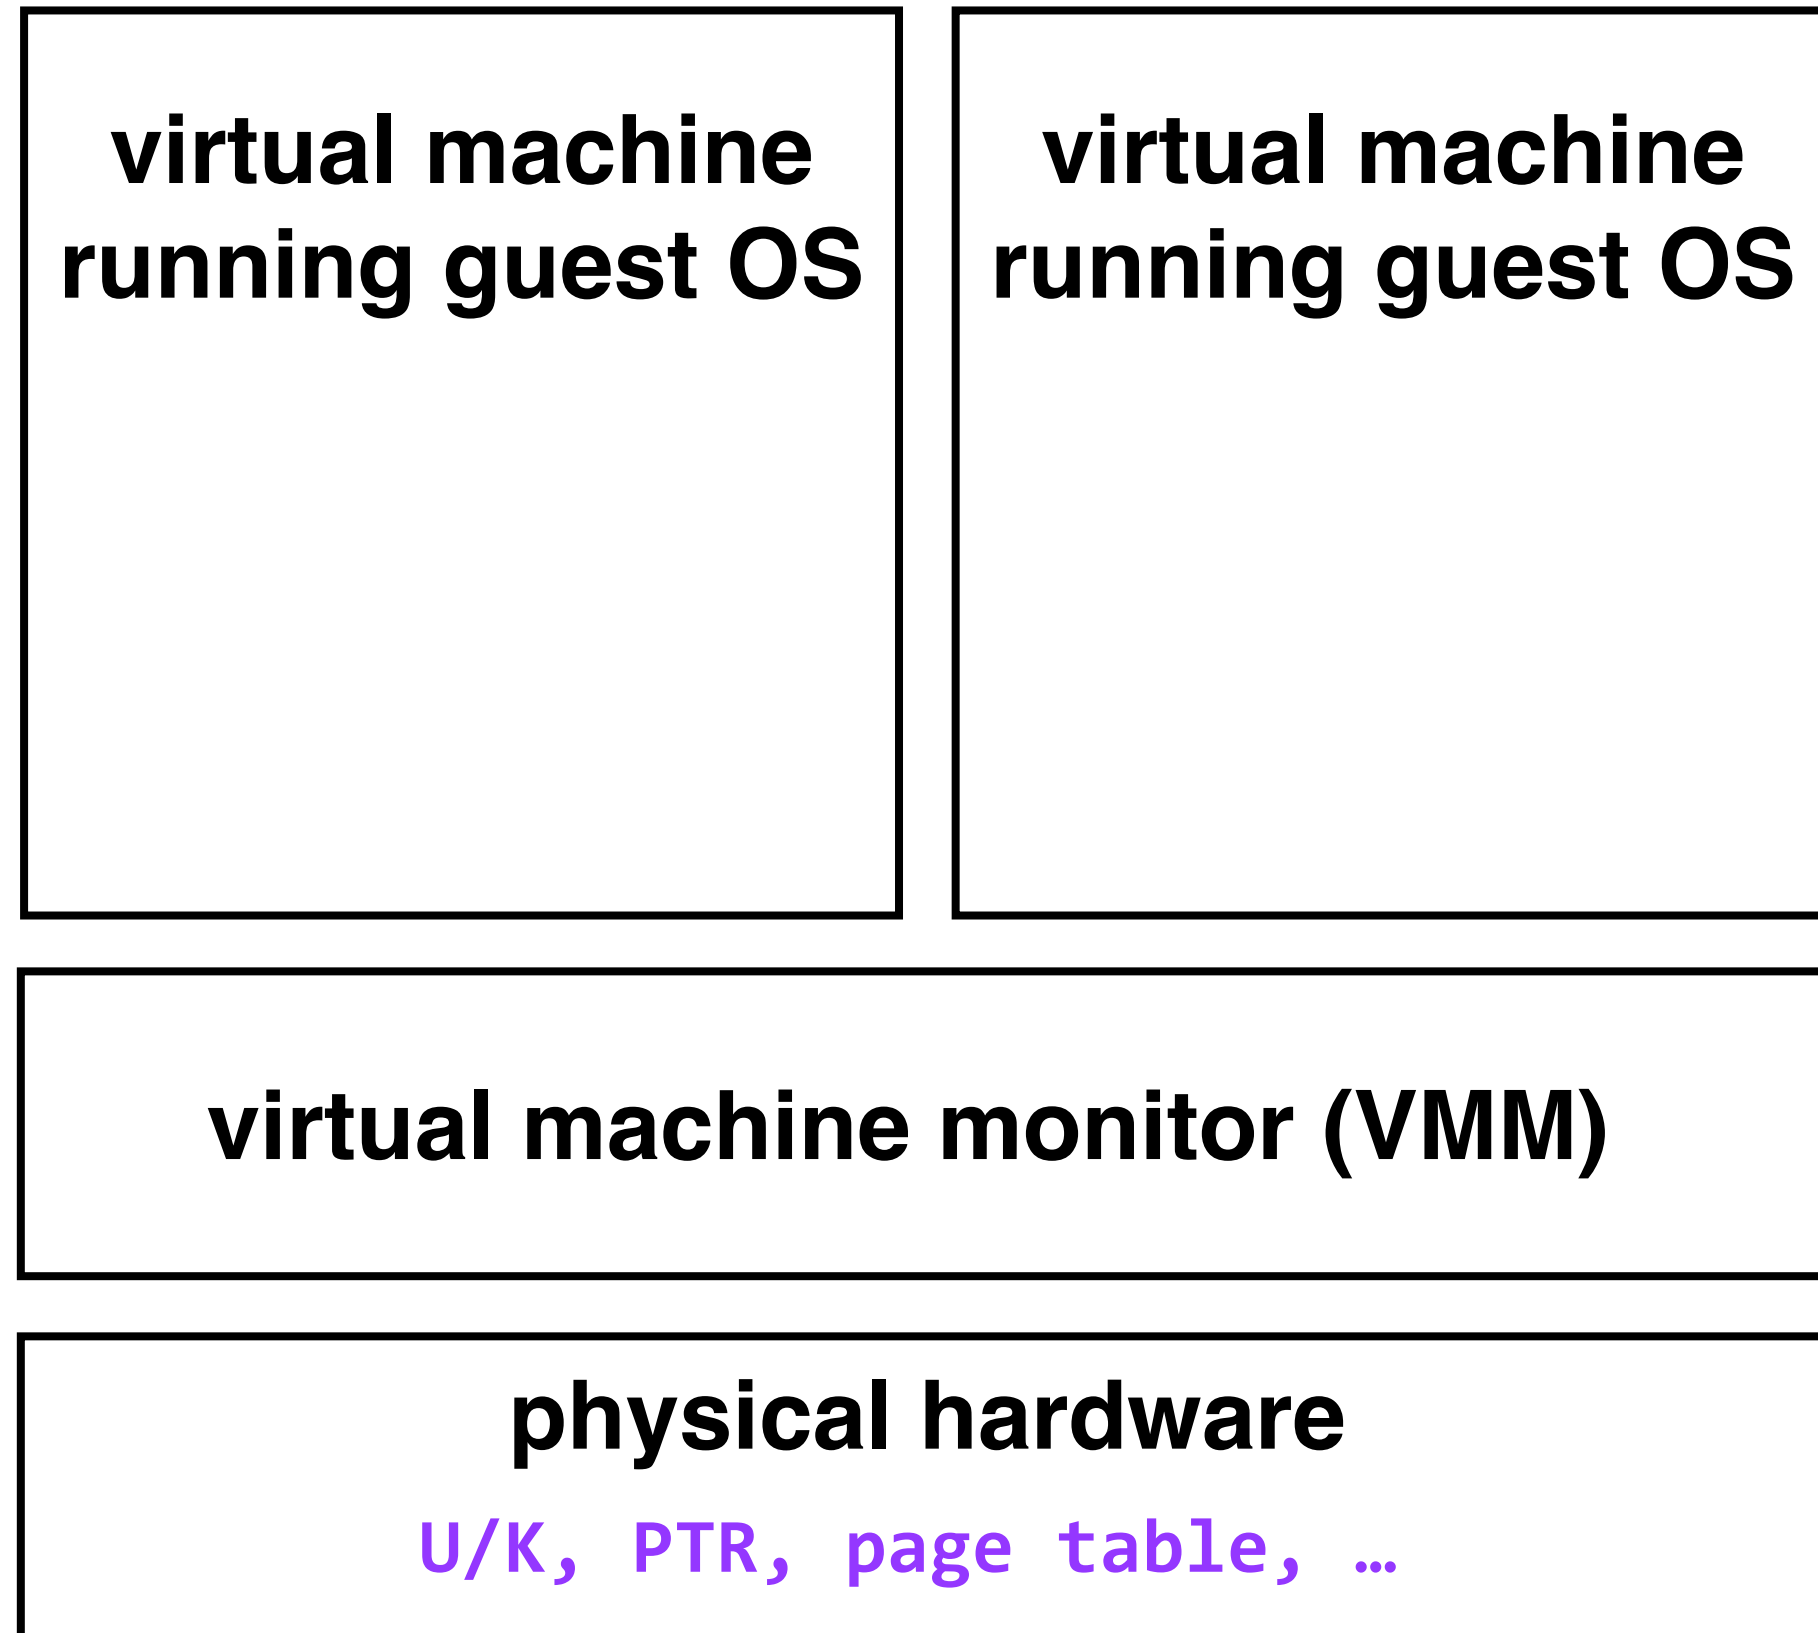 virtual machine
running guest OS
virtual machine
running guest OS
virtual machine monitor (VMM)
physical hardware
U/K, PTR, page table, …